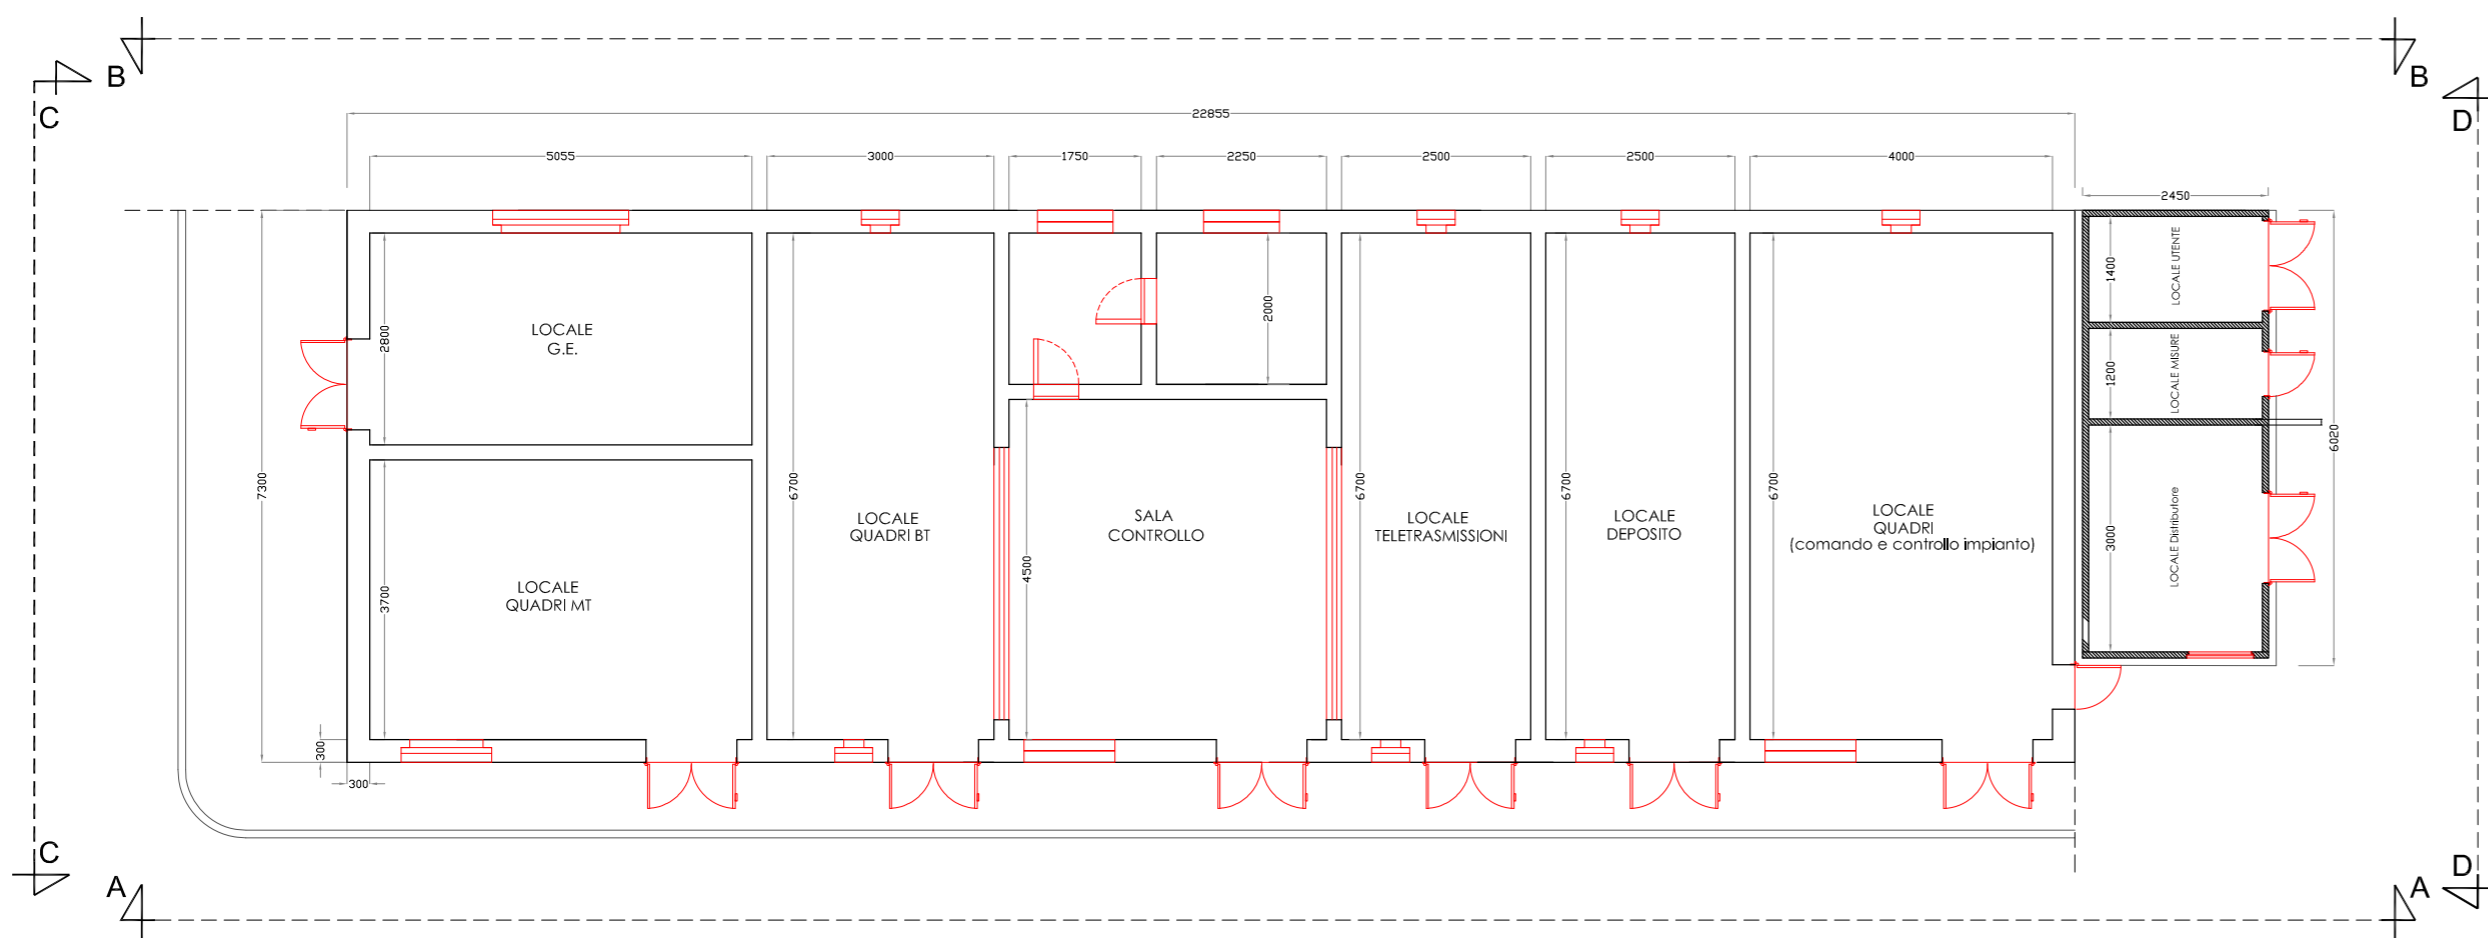 B
B
C
D
22855
5055
3000
1750
2250
2500
2500
4000
2450
7300
2800
LOCALE
G.E.
6700
2000
6700
6700
6700
1400
LOCALE UTENTE
1200
LOCALE MISURE
6020
3700
LOCALE
QUADRI MT
LOCALE
QUADRI BT
4500
SALA
CONTROLLO
LOCALE
TELETRASMISSIONI
LOCALE
DEPOSITO
LOCALE
QUADRI
(comando e controllo impianto)
3000
LOCALE Distributore
300
300
C
D
A
A